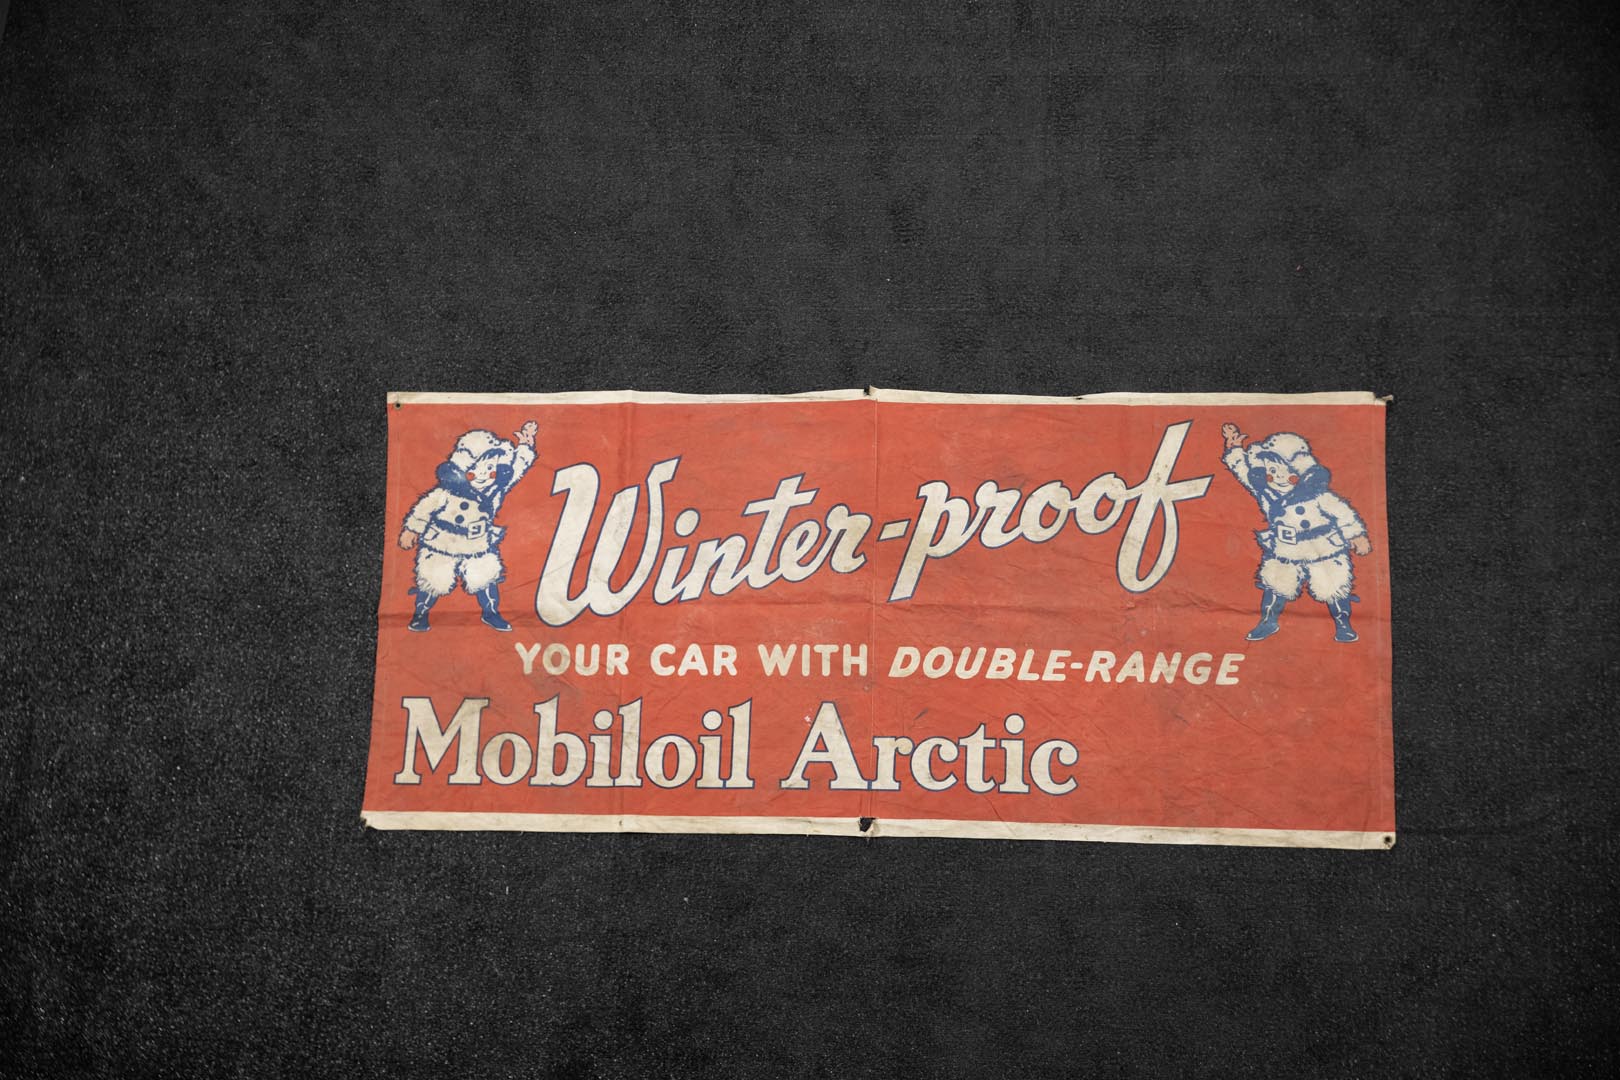 Winter-proof
YOUR CAR WITH DOUBLE-RANGE
Mobiloil Arctic